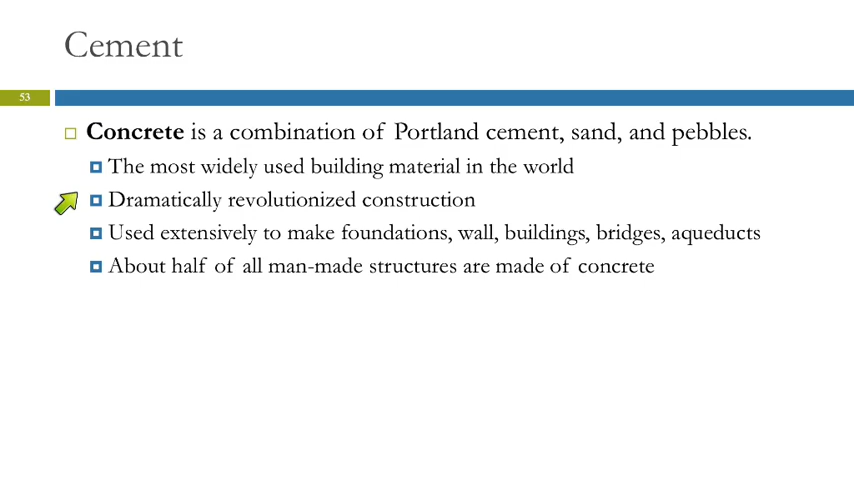 Cement
53
Concrete is a combination of Portland cement, sand, and pebbles.
The most widely used building material in the world
Dramatically revolutionized construction
Used extensively to make foundations, wall, buildings, bridges, aqueducts
About half of all man-made structures are made of concrete